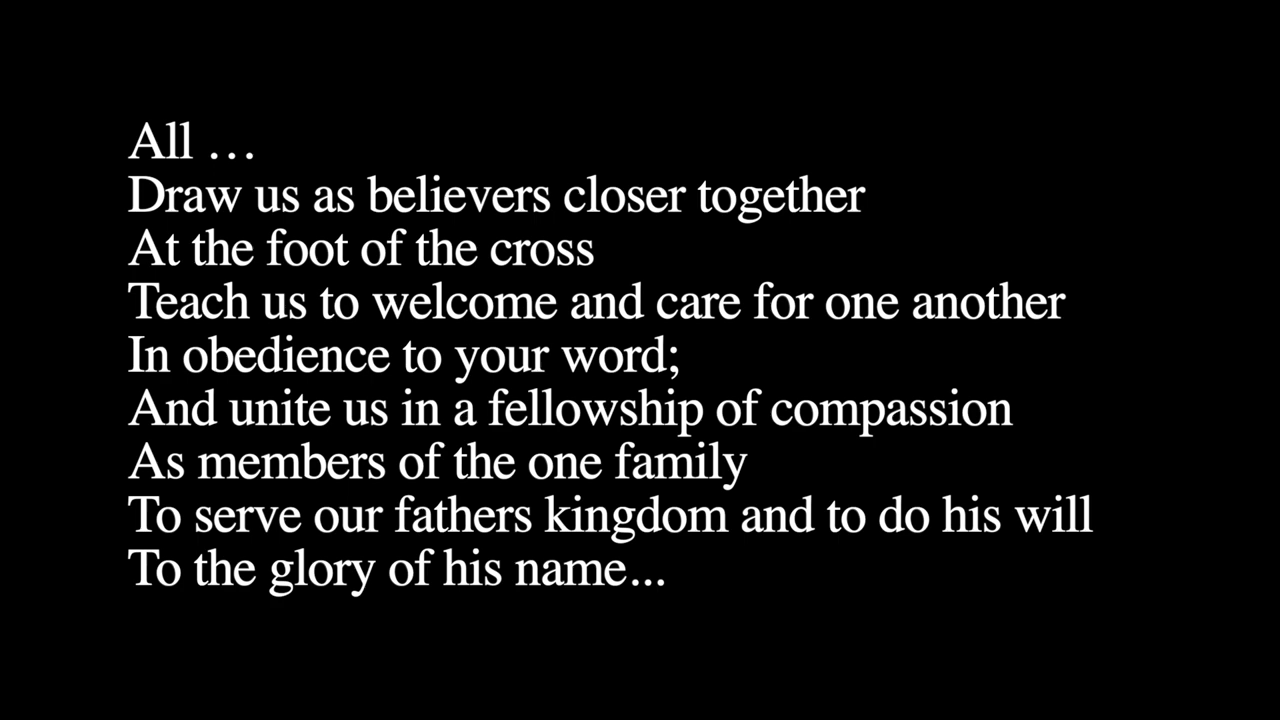 All …
Draw us as believers closer together
At the foot of the cross
Teach us to welcome and care for one another
In obedience to your word;
And unite us in a fellowship of compassion
As members of the one family
To serve our fathers kingdom and to do his will
To the glory of his name...